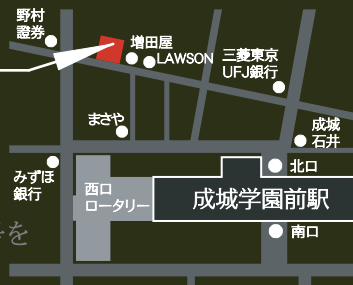 野村
證券
増田屋
LAWSON
三菱東京
UFJ銀行
まさや
成城
石井
みずほ
銀行
西口
ロータリー
北口
成城学園前駅
南口
を